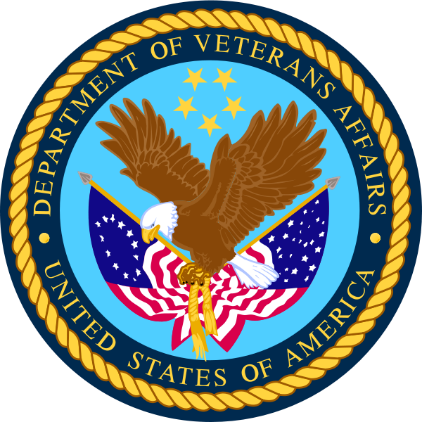 DEPARTMENT OF VETERANS AFFAIRS
UNITED STATES OF AMERICA